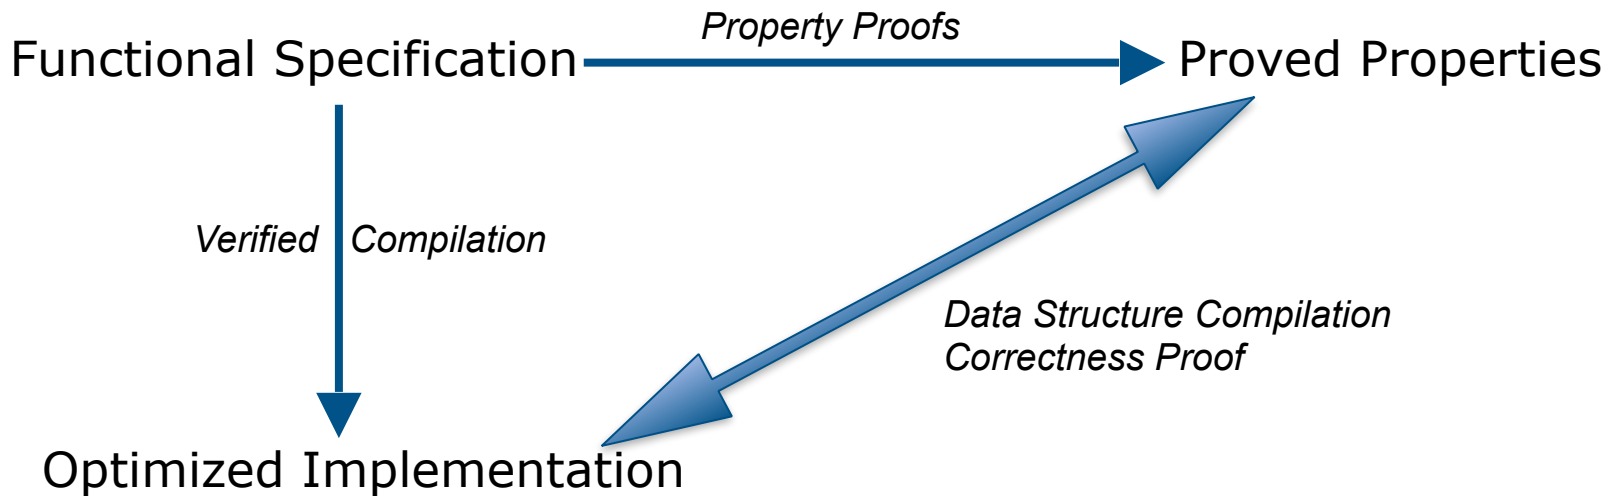 Property Proofs
Functional Specification
Proved Properties
Verified Compilation
Data Structure Compilation
Correctness Proof
Optimized Implementation